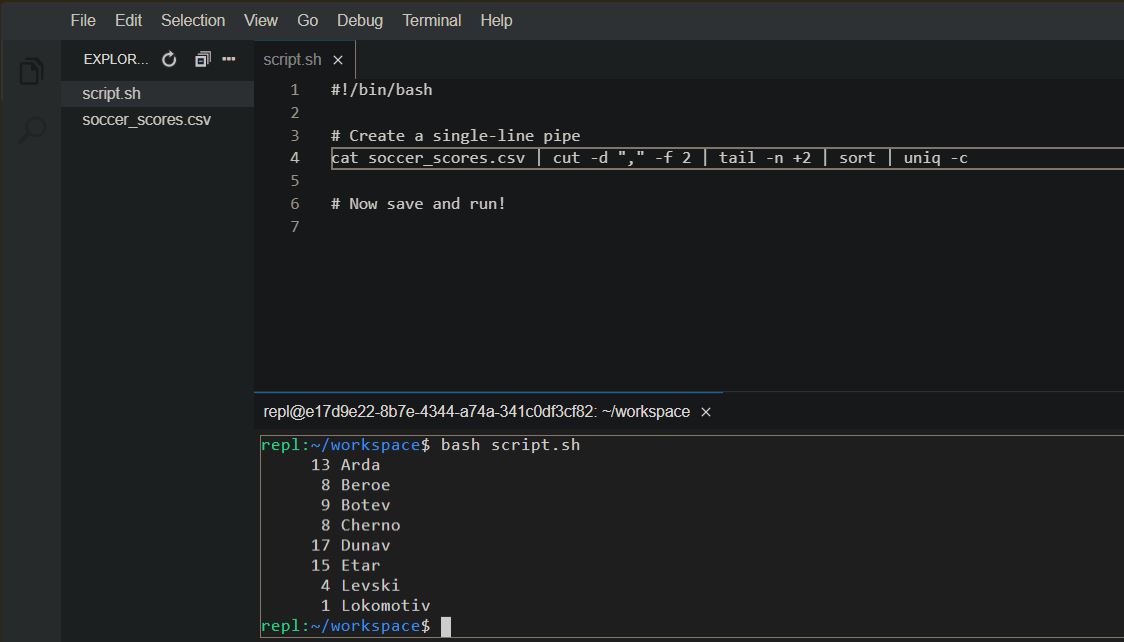 File Edit Selection View Go Debug Terminal Help
EXPLOR...
script.sh
soccer_scores.csv
script.sh ×
1 #!/bin/bash
2
3 # Create a single-line pipe
4 cat soccer_scores.csv | cut -d "," -f 2 | tail -n +2 | sort | uniq -c
5
6 # Now save and run!
7
repl@e17d9e22-8b7e-4344-a74a-341c0df3cf82: ~/workspace ×
repl:~/workspace$ bash script.sh
13 Arda
8 Beroe
9 Botev
8 Cherno
17 Dunav
15 Etar
4 Levski
1 Lokomotiv
repl:~/workspace$